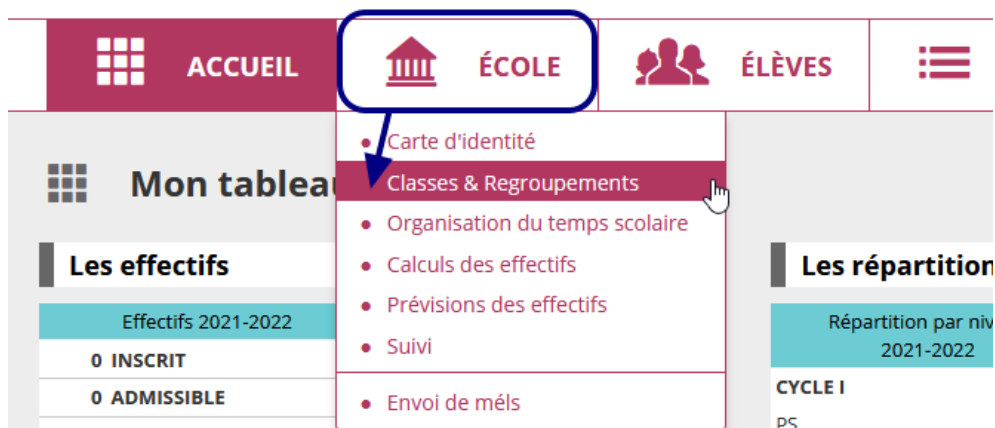 ACCUEIL
ÉCOLE
ÉLÈVES
Carte d'identité
Classes & Regroupements
Organisation du temps scolaire
Calculs des effectifs
Prévisions des effectifs
Suivi
Envoi de méls
Mon tableau
Les effectifs
Effectifs 2021-2022
0 INSCRIT
0 ADMISSIBLE
Les répartition
Répartition par niv
2021-2022
CYCLE I
PS